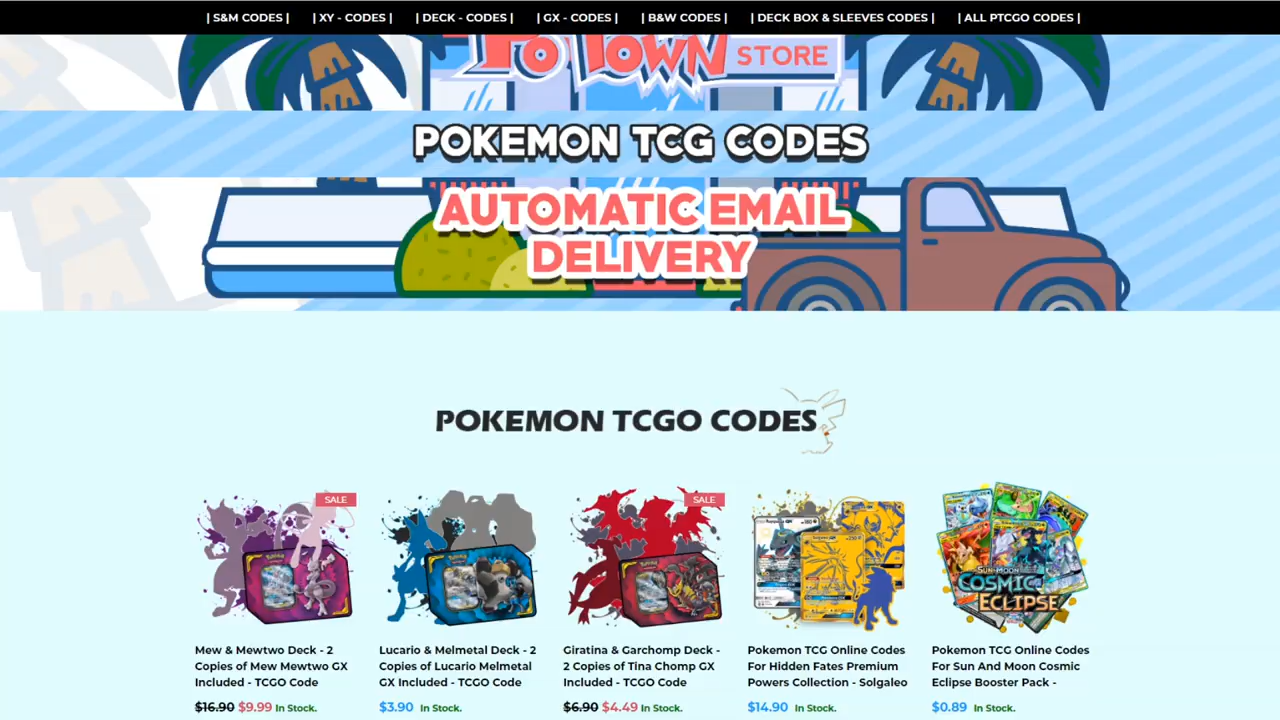 | S&M CODES | | XY - CODES | | DECK - CODES | | GX - CODES | | B&W CODES | | DECK BOX & SLEEVES CODES | | ALL PTCGO CODES |
PO TOWN STORE
POKEMON TCG CODES
AUTOMATIC EMAIL
DELIVERY
POKEMON TCGO CODES
SALE
SALE
SUN & MOON
COSMIC
ECLIPSE
Mew & Mewtwo Deck - 2
Copies of Mew Mewtwo GX
Included - TCGO Code
$16.90 $9.99 In Stock.
Lucario & Melmetal Deck - 2
Copies of Lucario Melmetal
GX Included - TCGO Code
$3.90 In Stock.
Giratina & Garchomp Deck -
2 Copies of Tina Chomp GX
Included - TCGO Code
$6.90 $4.49 In Stock.
Pokemon TCG Online Codes
For Hidden Fates Premium
Powers Collection - Solgaleo
$14.90 In Stock.
Pokemon TCG Online Codes
For Sun And Moon Cosmic
Eclipse Booster Pack -
$0.89 In Stock.